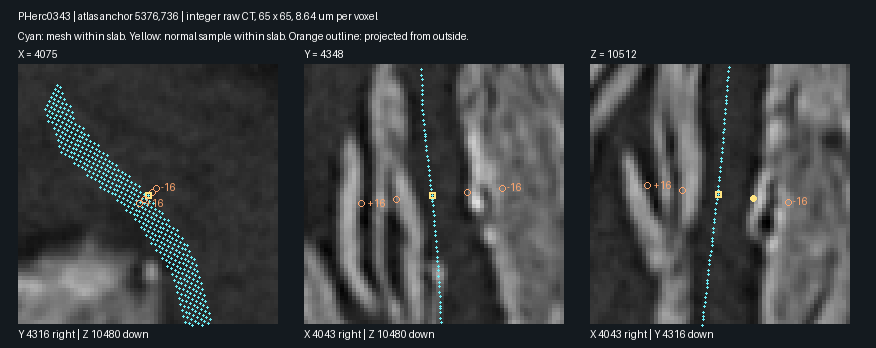 PHerc0343 | atlas anchor 5376,736 | integer raw CT, 65 x 65, 8.64 um per voxel
Cyan: mesh within slab. Yellow: normal sample within slab. Orange outline: projected from outside.
X = 4075
Y = 4348
Z = 10512
-16
+16
+16
-16
+16
-16
Y 4316 right | Z 10480 down
X 4043 right | Z 10480 down
X 4043 right | Y 4316 down